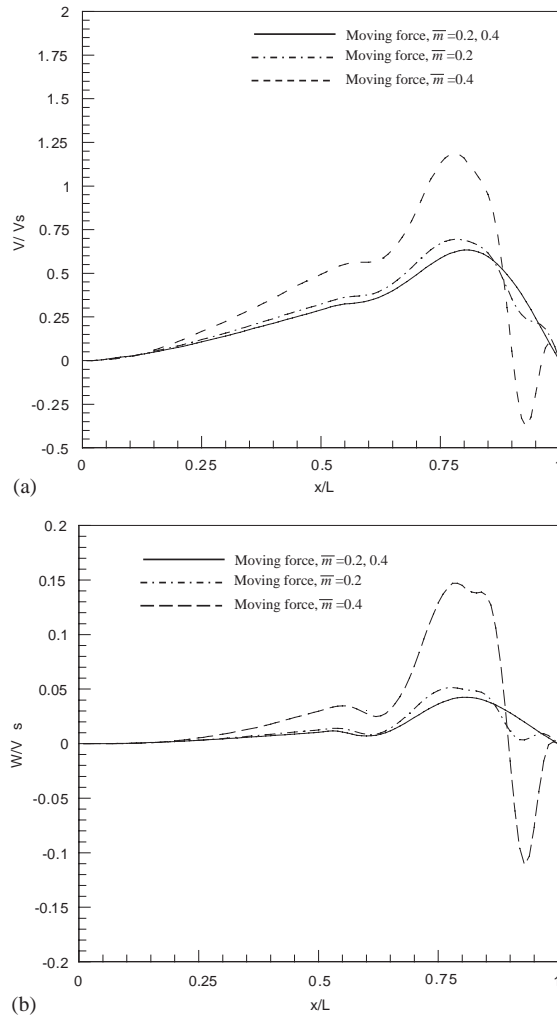 2
1.75
1.5
1.25
1
0.75
0.5
0.25
0
-0.25
-0.5
V/ Vs
Moving force, m̅ =0.2, 0.4
Moving force, m̅ =0.2
Moving force, m̅ =0.4
0 0.25 0.5 0.75 1
x/L
(a)
0.2
0.15
0.1
0.05
0
-0.05
-0.1
-0.15
-0.2
W/V s
Moving force, m̅ =0.2, 0.4
Moving force, m̅ =0.2
Moving force, m̅ =0.4
0 0.25 0.5 0.75 1
x/L
(b)